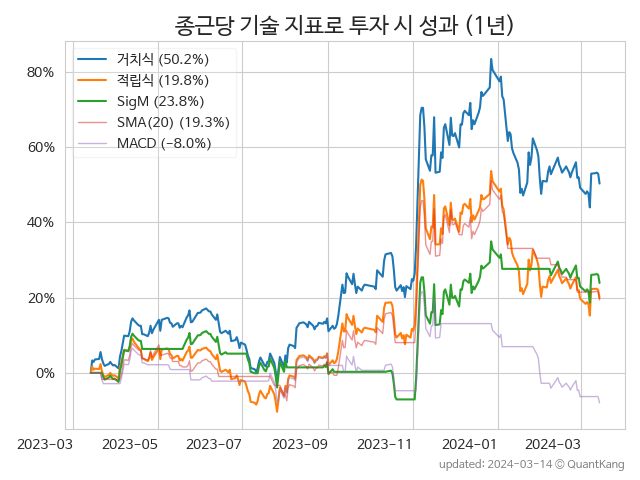 종근당 기술 지표로 투자 시 성과 (1년)
거치식 (50.2%)
적립식 (19.8%)
SigM (23.8%)
SMA(20) (19.3%)
MACD (−8.0%)
80%
60%
40%
20%
0%
2023-03 2023-05 2023-07 2023-09 2023-11 2024-01 2024-03
updated: 2024-03-14 © QuantKang